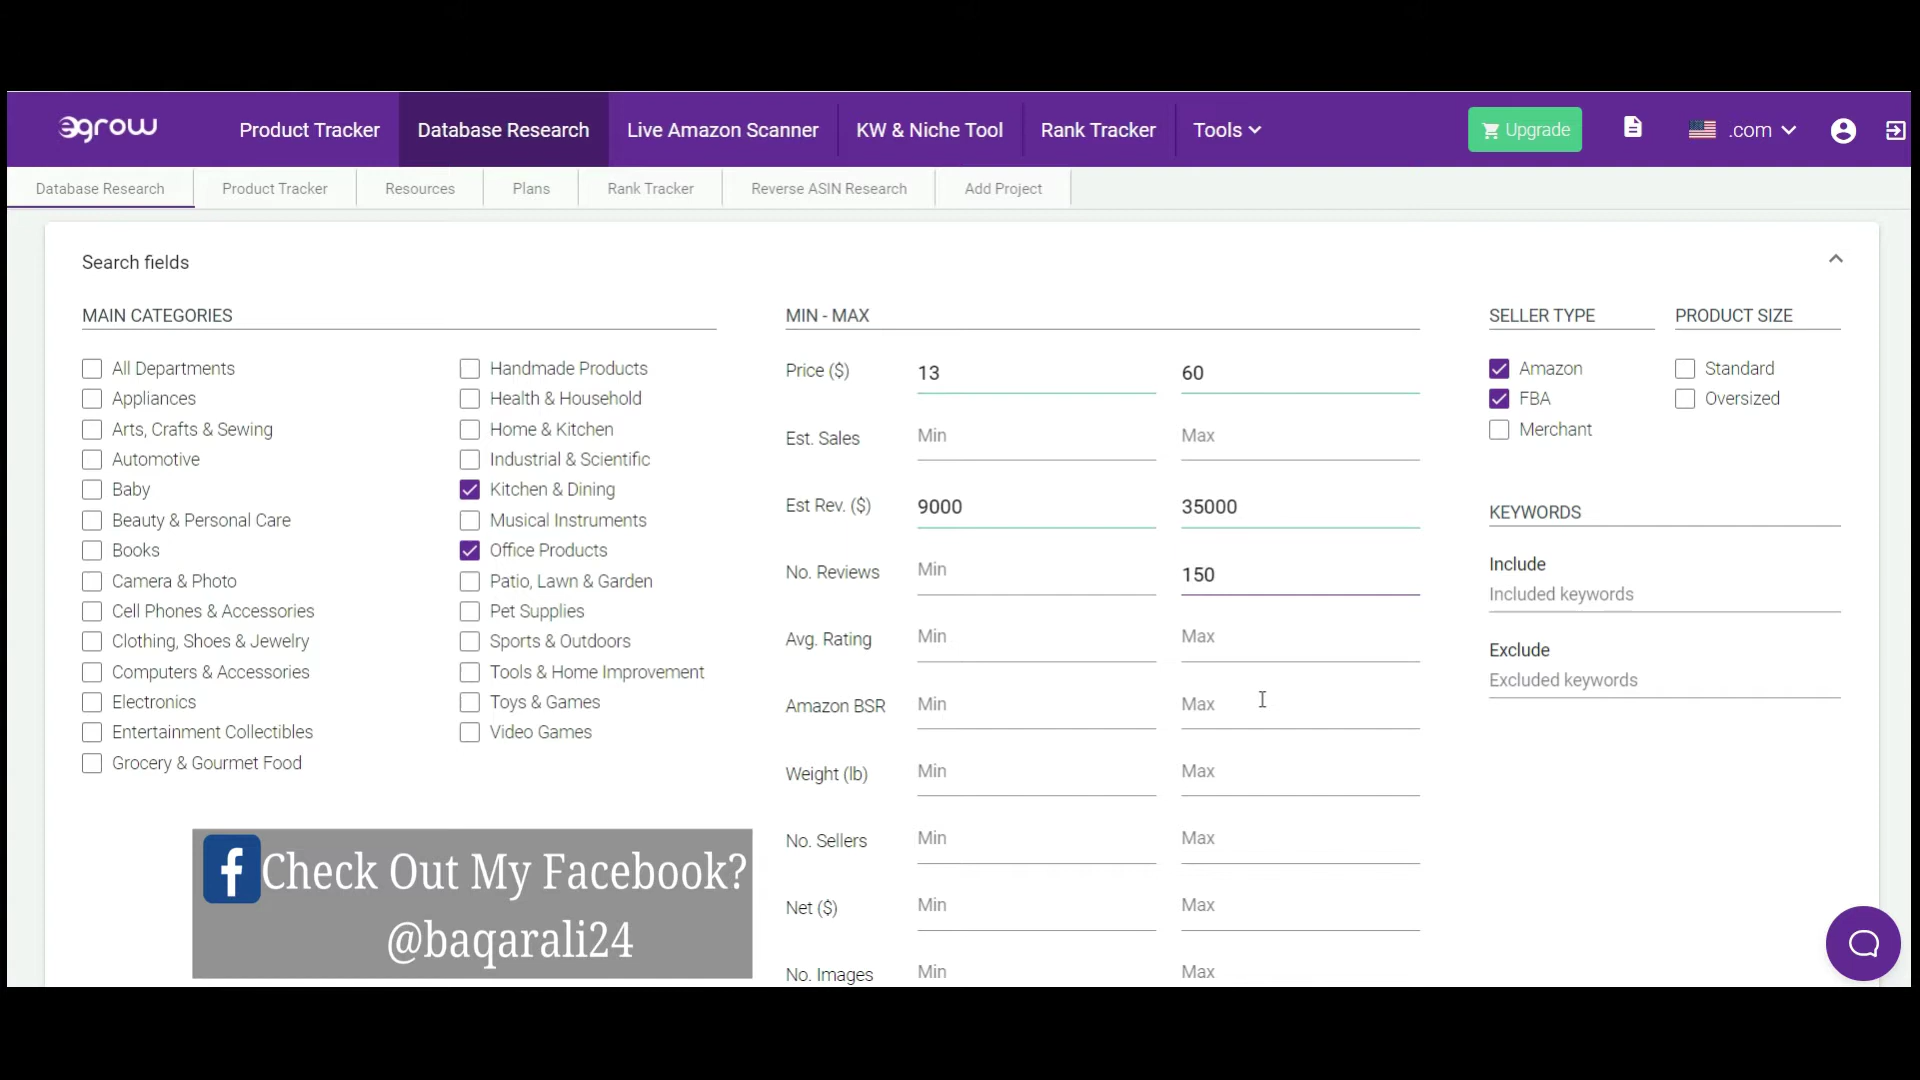 egrow
Product Tracker
Database Research
Live Amazon Scanner
KW & Niche Tool
Rank Tracker
Tools
Upgrade
.com
Database Research
Product Tracker
Resources
Plans
Rank Tracker
Reverse ASIN Research
Add Project
Search fields
MAIN CATEGORIES
All Departments
Appliances
Arts, Crafts & Sewing
Automotive
Baby
Beauty & Personal Care
Books
Camera & Photo
Cell Phones & Accessories
Clothing, Shoes & Jewelry
Computers & Accessories
Electronics
Entertainment Collectibles
Grocery & Gourmet Food
Handmade Products
Health & Household
Home & Kitchen
Industrial & Scientific
Kitchen & Dining
Musical Instruments
Office Products
Patio, Lawn & Garden
Pet Supplies
Sports & Outdoors
Tools & Home Improvement
Toys & Games
Video Games
MIN - MAX
Price ($) 13 60
Est. Sales Min Max
Est Rev. ($) 9000 35000
No. Reviews Min 150
Avg. Rating Min Max
Amazon BSR Min Max
Weight (lb) Min Max
No. Sellers Min Max
Net ($) Min Max
No. Images Min Max
SELLER TYPE
Amazon
FBA
Merchant
PRODUCT SIZE
Standard
Oversized
KEYWORDS
Include
Included keywords
Exclude
Excluded keywords
f Check Out My Facebook?
@baqarali24